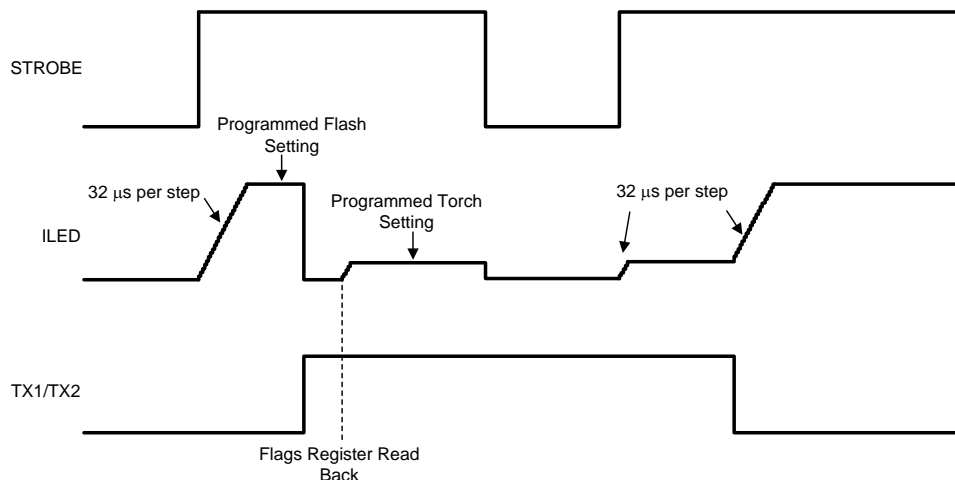 STROBE
Programmed Flash
Setting
32 μs per step
Programmed Torch
Setting
32 μs per step
ILED
TX1/TX2
Flags Register Read
Back